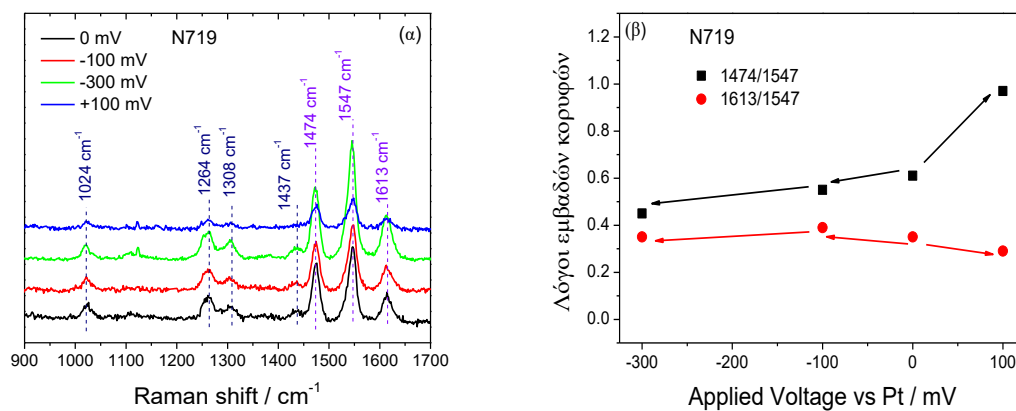 (α)
0 mV
-100 mV
-300 mV
+100 mV
1024 cm⁻¹
1264 cm⁻¹
1308 cm⁻¹
1437 cm⁻¹
1474 cm⁻¹
1547 cm⁻¹
1613 cm⁻¹
N719
900 1000 1100 1200 1300 1400 1500 1600 1700
Raman shift / cm⁻¹
(β)
N719
1474/1547
1613/1547
Λόγοι εμβαδών κορυφών
1.2
1.0
0.8
0.6
0.4
0.2
0.0
-300 -200 -100 0 100
Applied Voltage vs Pt / mV